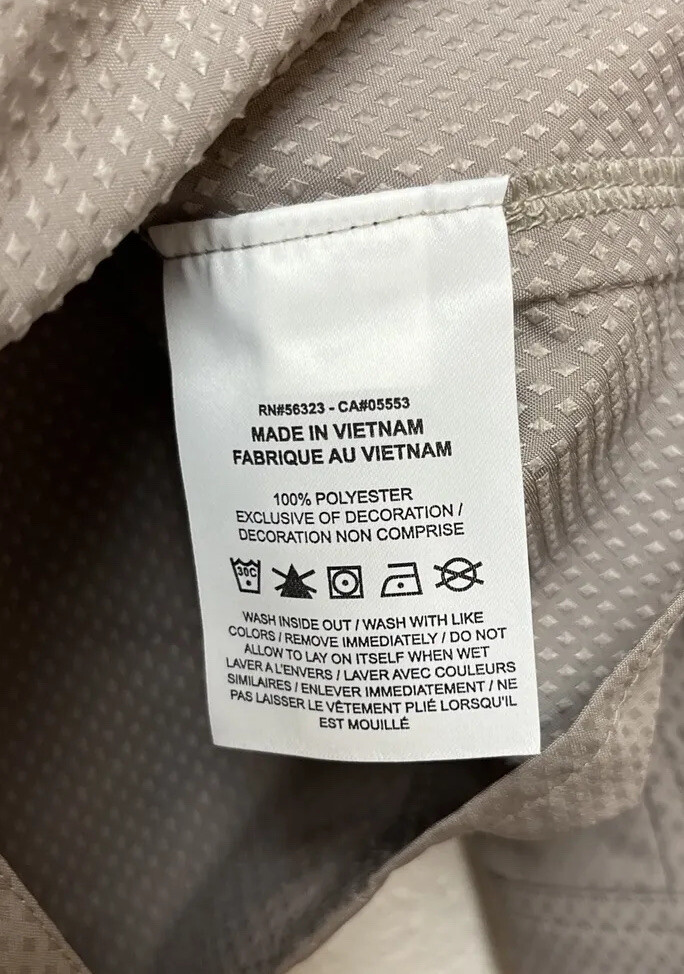 RN#56323 - CA#05553
MADE IN VIETNAM
FABRIQUE AU VIETNAM
100% POLYESTER
EXCLUSIVE OF DECORATION /
DECORATION NON COMPRISE
30C
WASH INSIDE OUT / WASH WITH LIKE
COLORS / REMOVE IMMEDIATELY / DO NOT
ALLOW TO LAY ON ITSELF WHEN WET
LAVER A L'ENVERS / LAVER AVEC COULEURS
SIMILAIRES / ENLEVER IMMEDIATEMENT / NE
PAS LAISSER LE VÊTEMENT PLIÉ LORSQU'IL
EST MOUILLÉ